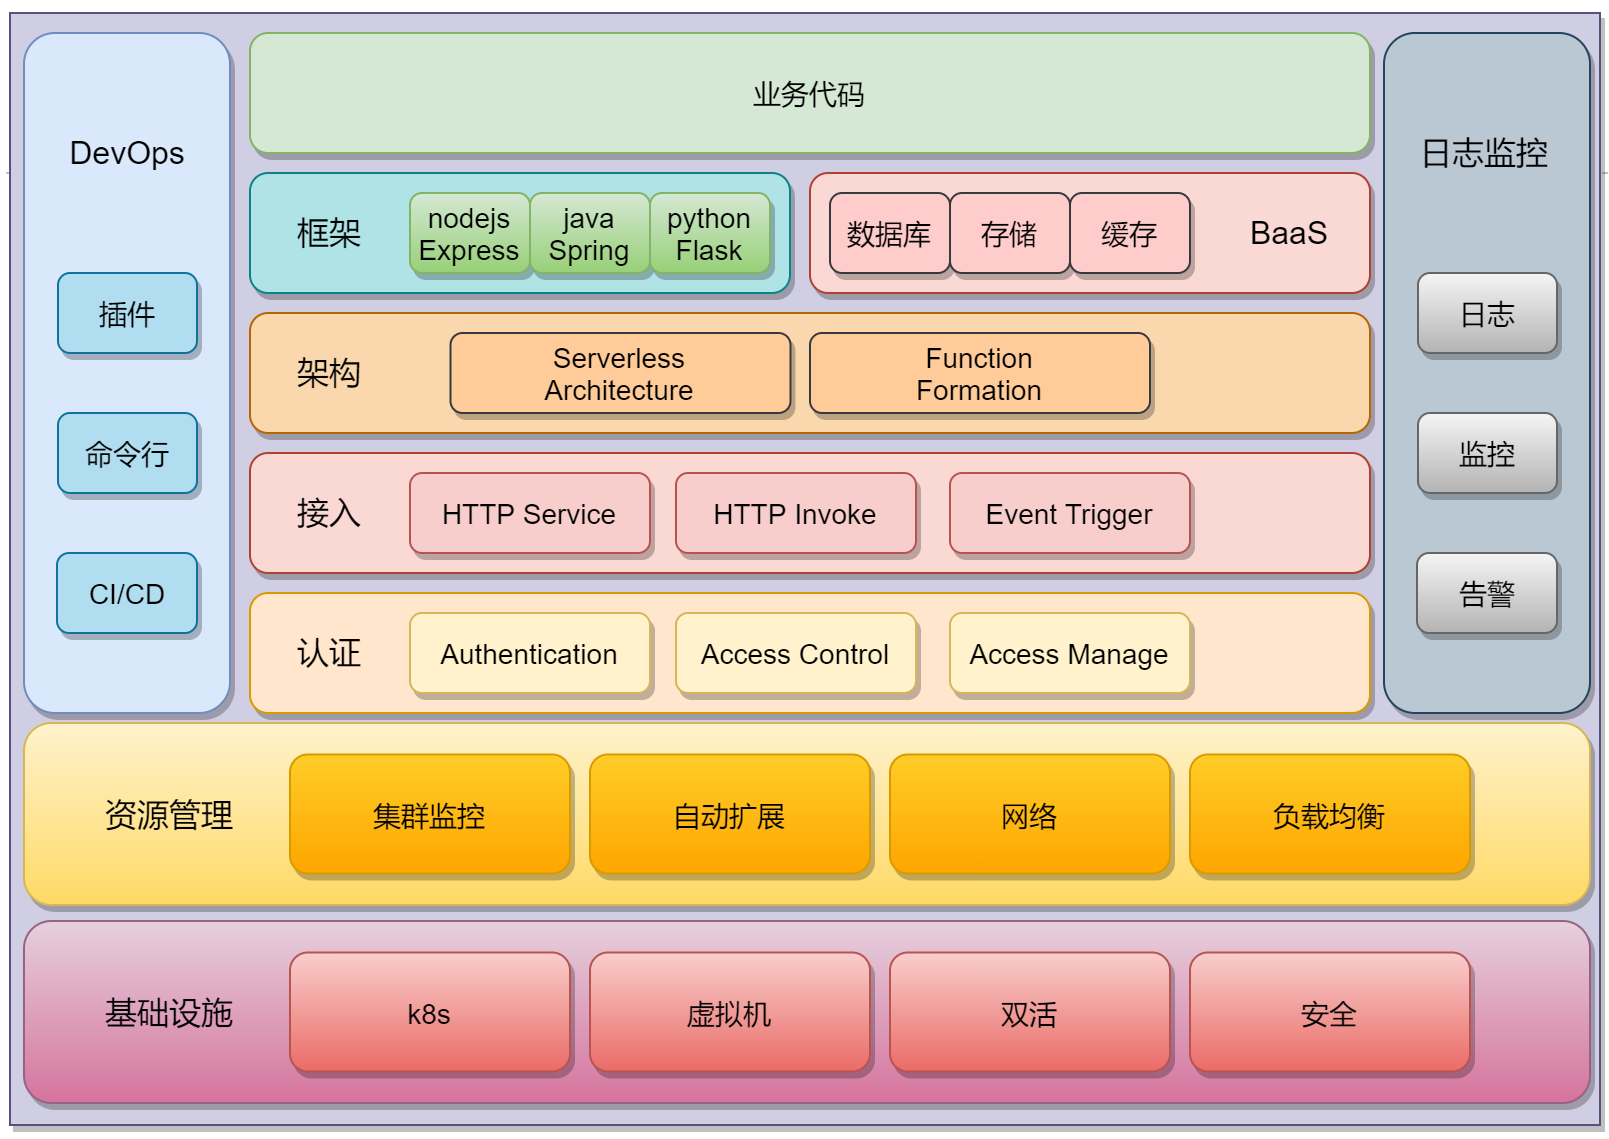 DevOps
插件
命令行
CI/CD
业务代码
框架
nodejs
Express
java
Spring
python
Flask
数据库
存储
缓存
BaaS
架构
Serverless
Architecture
Function
Formation
接入
HTTP Service
HTTP Invoke
Event Trigger
认证
Authentication
Access Control
Access Manage
日志监控
日志
监控
告警
资源管理
集群监控
自动扩展
网络
负载均衡
基础设施
k8s
虚拟机
双活
安全